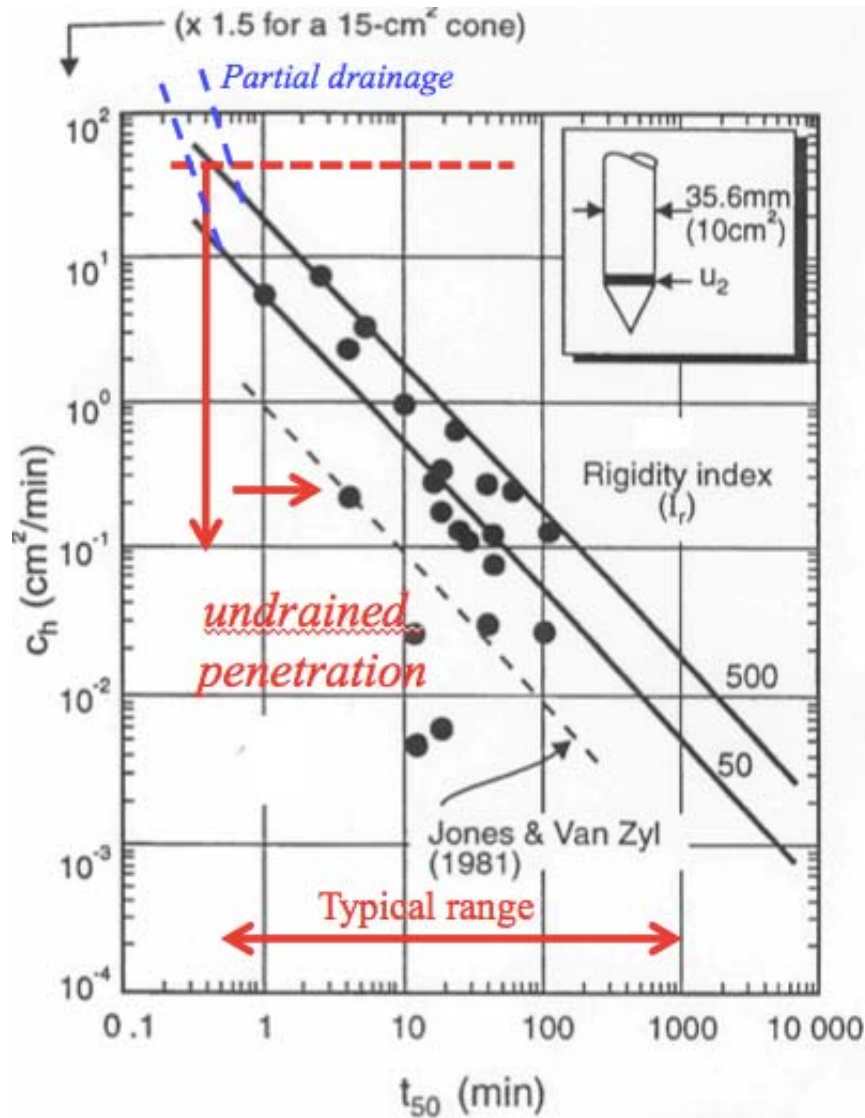 (x 1.5 for a 15-cm² cone)
Partial drainage
10²
10¹
10⁰
10⁻¹
10⁻²
10⁻³
10⁻⁴
cₕ (cm²/min)
35.6mm
(10cm²)
u₂
Rigidity index
(Iᵣ)
undrained
penetration
500
50
Jones & Van Zyl
(1981)
Typical range
0.1
1
10
100
1000
10 000
t₅₀ (min)